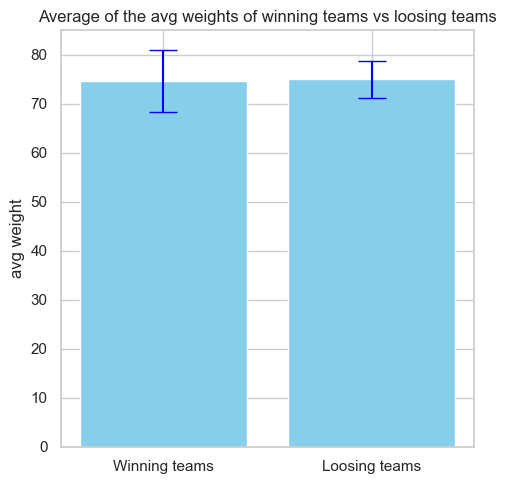 Average of the avg weights of winning teams vs loosing teams
avg weight
80
70
60
50
40
30
20
10
0
Winning teams
Loosing teams